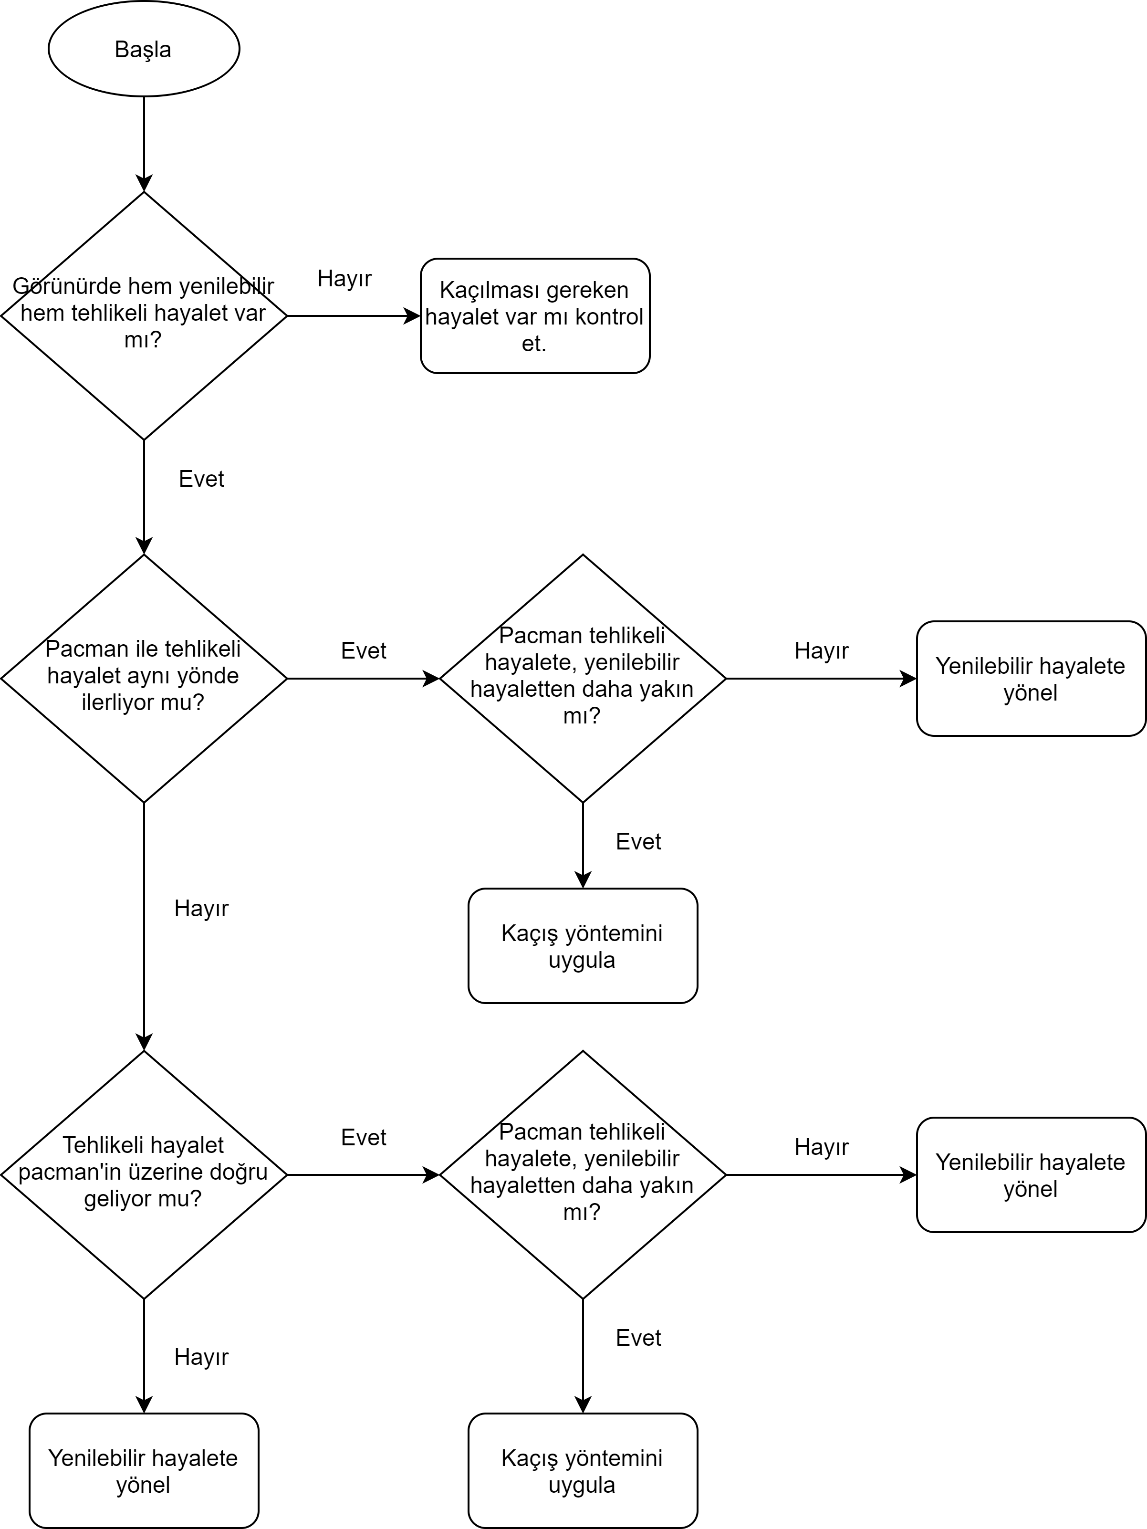 Başla
Görünürde hem yenilebilir
hem tehlikeli hayalet var
mı?
Hayır
Kaçılması gereken
hayalet var mı kontrol
et.
Evet
Pacman ile tehlikeli
hayalet aynı yönde
ilerliyor mu?
Evet
Pacman tehlikeli
hayalete, yenilebilir
hayaletten daha yakın
mı?
Hayır
Yenilebilir hayalete
yönel
Evet
Kaçış yöntemini
uygula
Hayır
Tehlikeli hayalet
pacman'in üzerine doğru
geliyor mu?
Evet
Pacman tehlikeli
hayalete, yenilebilir
hayaletten daha yakın
mı?
Hayır
Yenilebilir hayalete
yönel
Evet
Kaçış yöntemini
uygula
Hayır
Yenilebilir hayalete
yönel